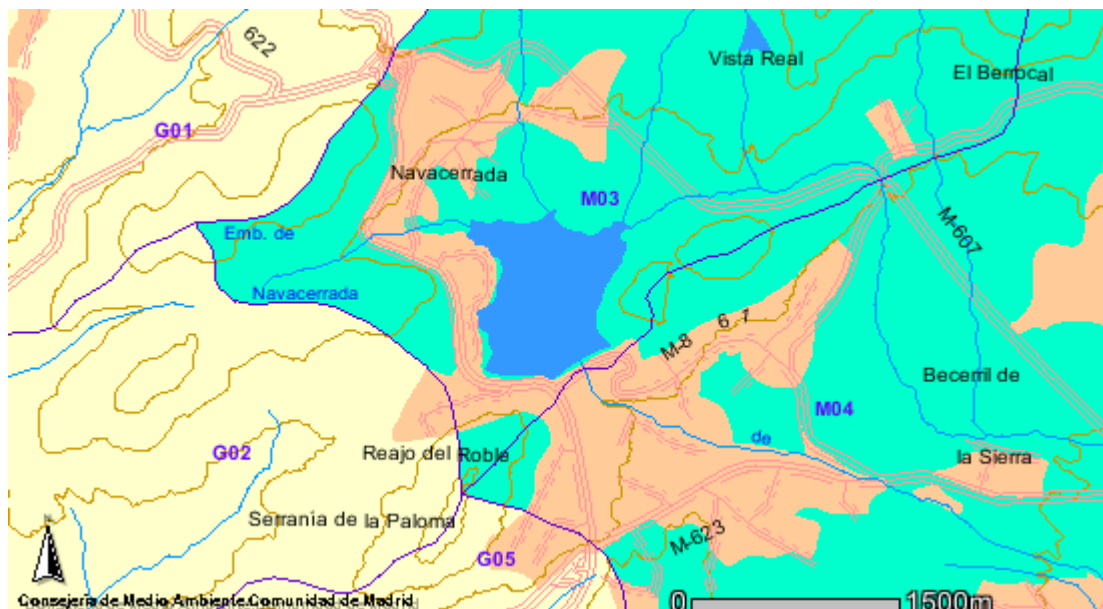 622
Vista Real
El Berrocal
G01
Navacerrada
M03
Emb. de
M-607
Navacerrada
M-8 6 1
Becerril de
M04
de
G02
Reajo del Roble
la Sierra
Serrania de la Paloma
M-623
G05
Consejería de Medio Ambiente.Comunidad de Madrid
0 1500m